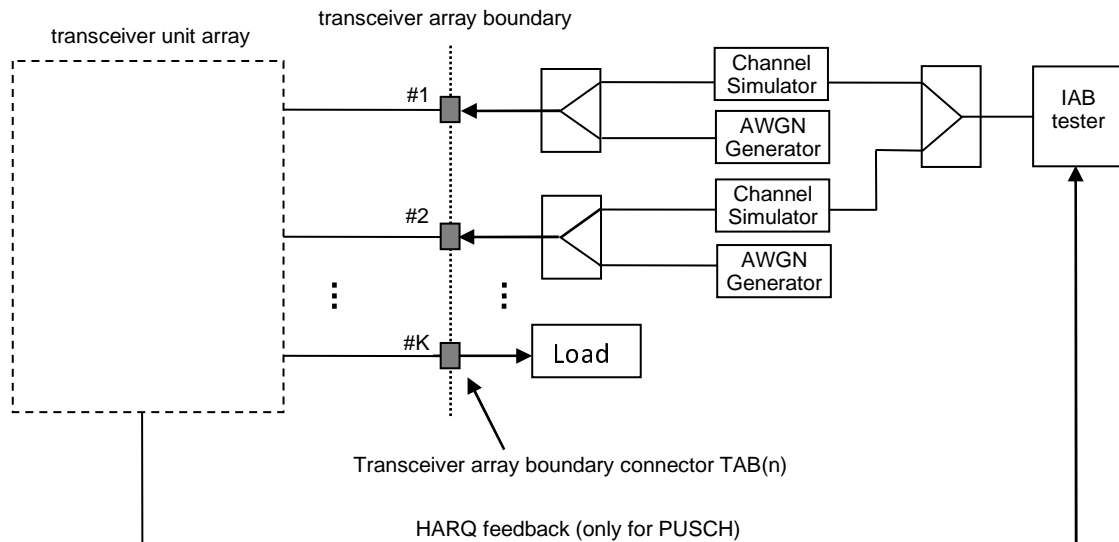 transceiver array boundary
transceiver unit array
#1
Channel
Simulator
AWGN
Generator
IAB
tester
#2
Channel
Simulator
AWGN
Generator
#K
Load
Transceiver array boundary connector TAB(n)
HARQ feedback (only for PUSCH)